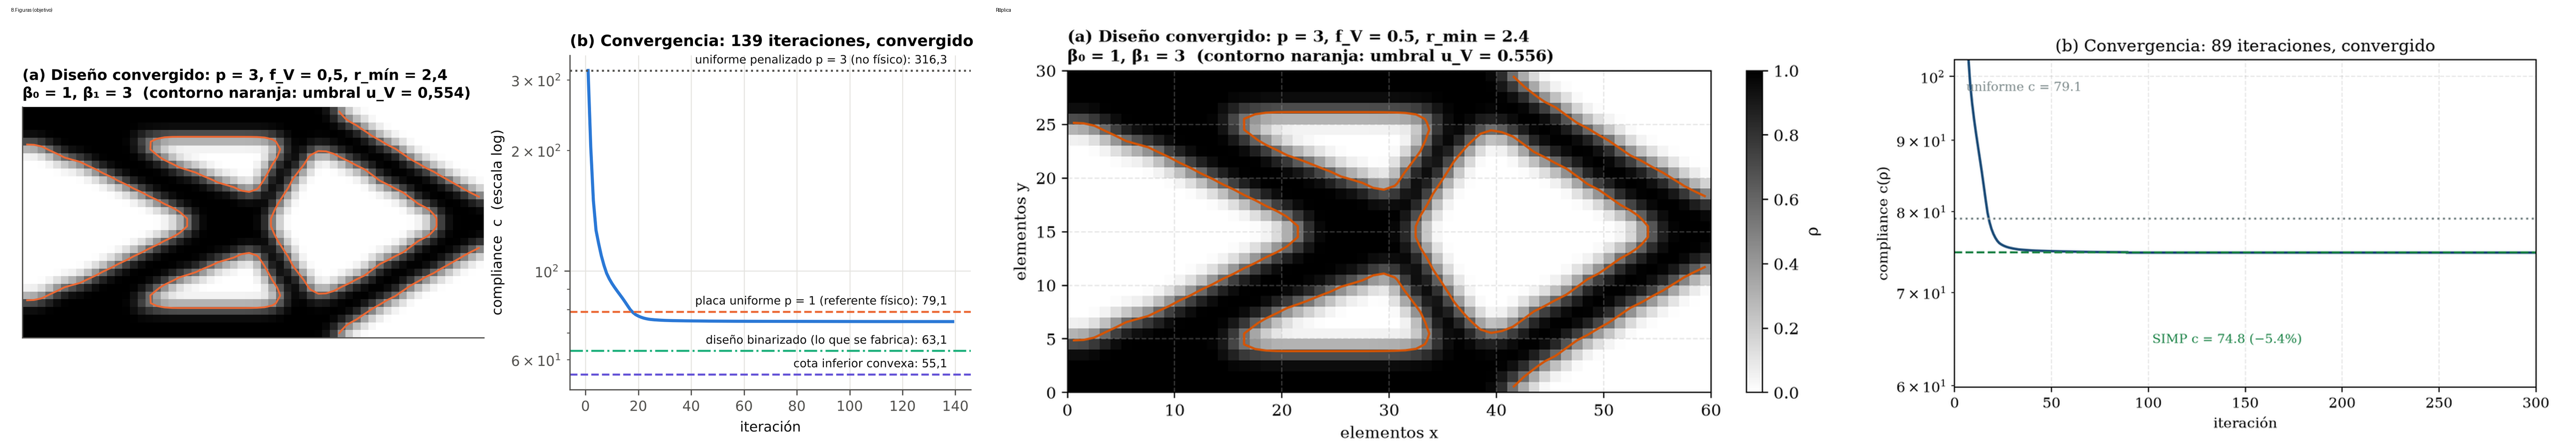 8 Figuras (objetivo)
Réplica
(a) Diseño convergido: p = 3, f_V = 0,5, r_mín = 2,4
β₀ = 1, β₁ = 3  (contorno naranja: umbral u_V = 0,554)
(b) Convergencia: 139 iteraciones, convergido
uniforme penalizado p = 3 (no físico): 316,3
3 × 10²
2 × 10²
10²
6 × 10¹
compliance  c  (escala log)
placa uniforme p = 1 (referente físico): 79,1
diseño binarizado (lo que se fabrica): 63,1
cota inferior convexa: 55,1
0 20 40 60 80 100 120 140
iteración
(a) Diseño convergido: p = 3, f_V = 0.5, r_min = 2.4
β₀ = 1, β₁ = 3  (contorno naranja: umbral u_V = 0.556)
30
25
20
15
10
5
0
elementos y
0 10 20 30 40 50 60
elementos x
1.0
0.8
0.6
0.4
0.2
0.0
ρ
(b) Convergencia: 89 iteraciones, convergido
10²
9 × 10¹
8 × 10¹
7 × 10¹
6 × 10¹
compliance c(ρ)
uniforme c = 79.1
SIMP c = 74.8 (−5.4%)
0 50 100 150 200 250 300
iteración